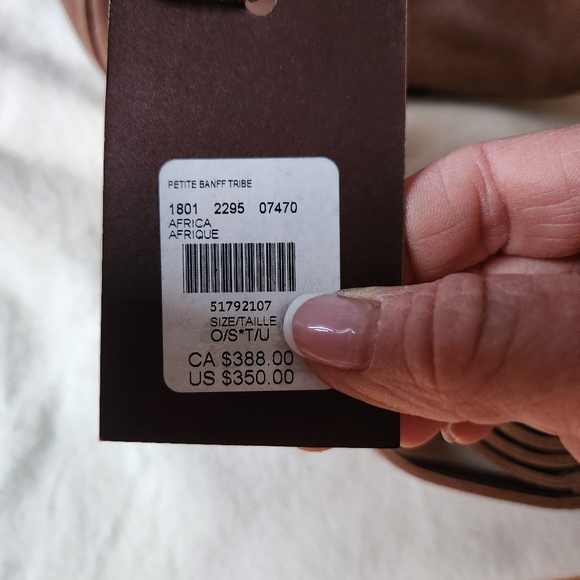 PETITE BANFF TRIBE
1801 2295 07470
AFRICA
AFRIQUE
51792107
SIZE/TAILLE
O/S*T/U
CA $388.00
US $350.00